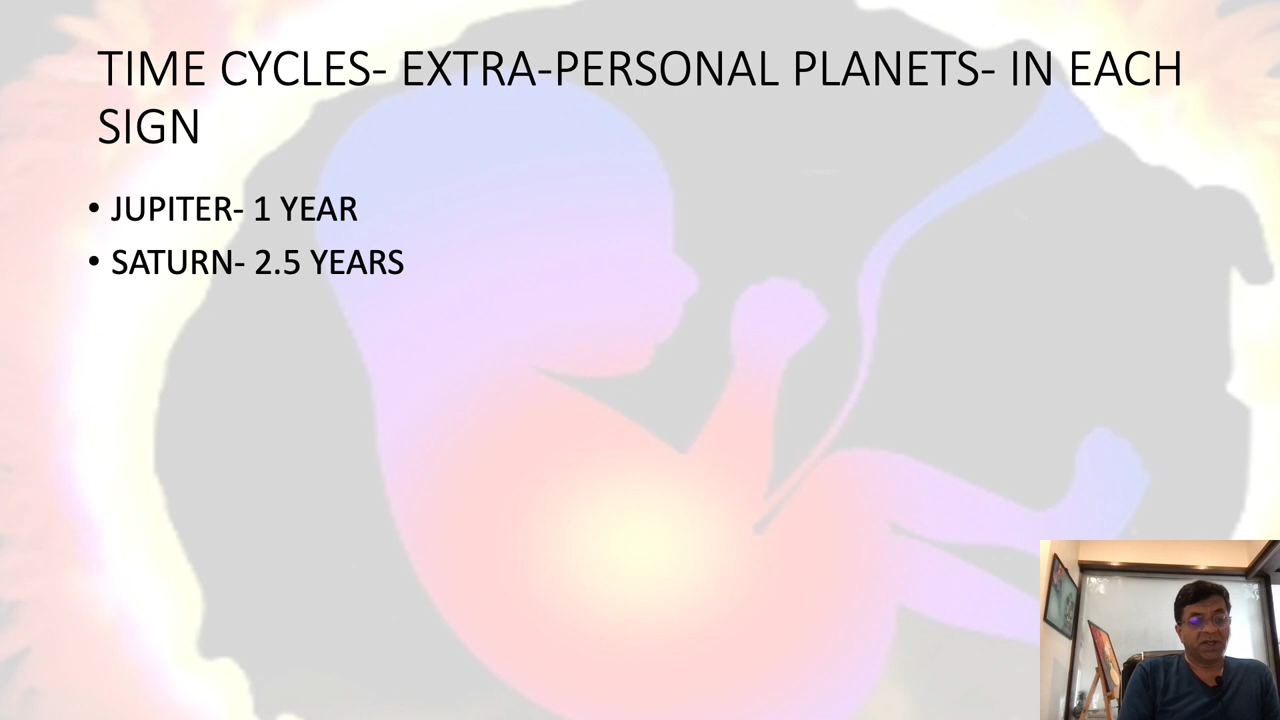 TIME CYCLES- EXTRA-PERSONAL PLANETS- IN EACH
SIGN
• JUPITER- 1 YEAR
• SATURN- 2.5 YEARS